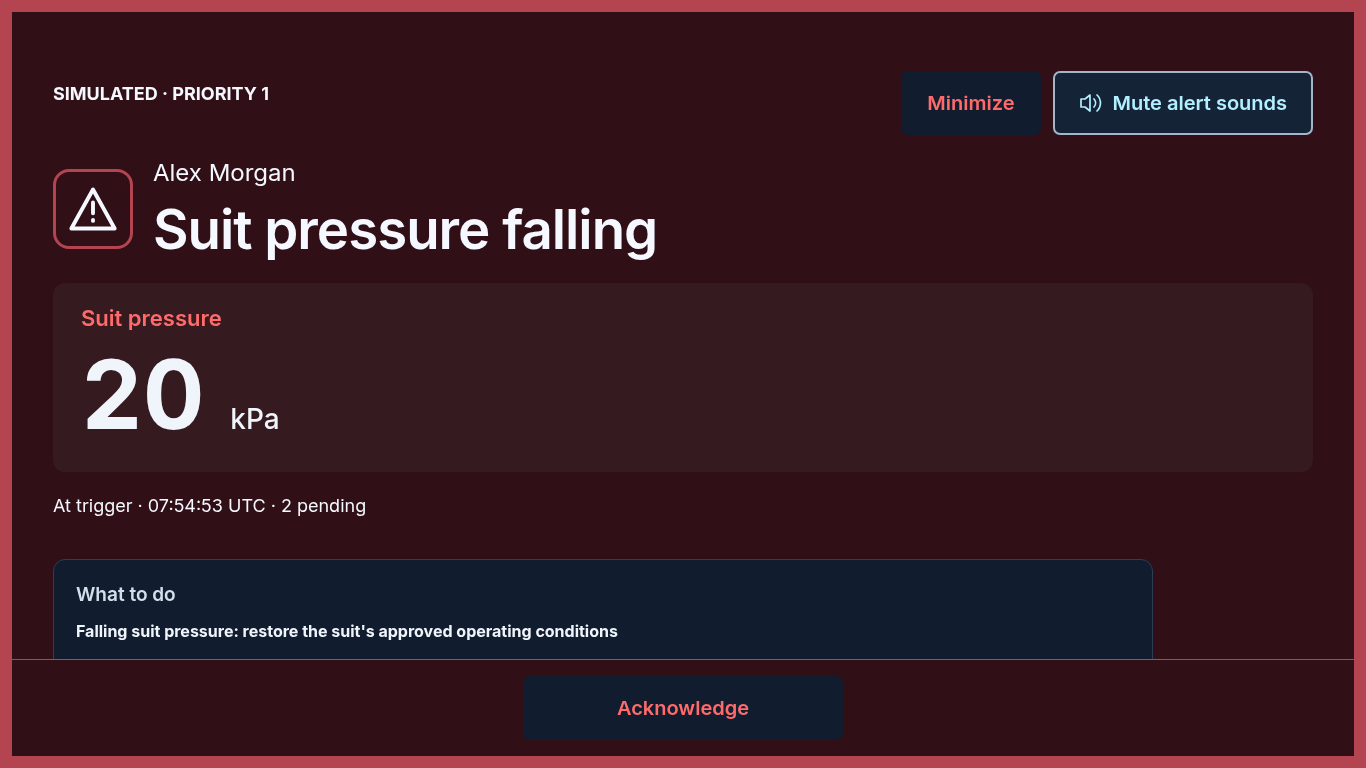 SIMULATED · PRIORITY 1
Minimize
Mute alert sounds
Alex Morgan
Suit pressure falling
Suit pressure
20 kPa
At trigger · 07:54:53 UTC · 2 pending
What to do
Falling suit pressure: restore the suit's approved operating conditions
Acknowledge